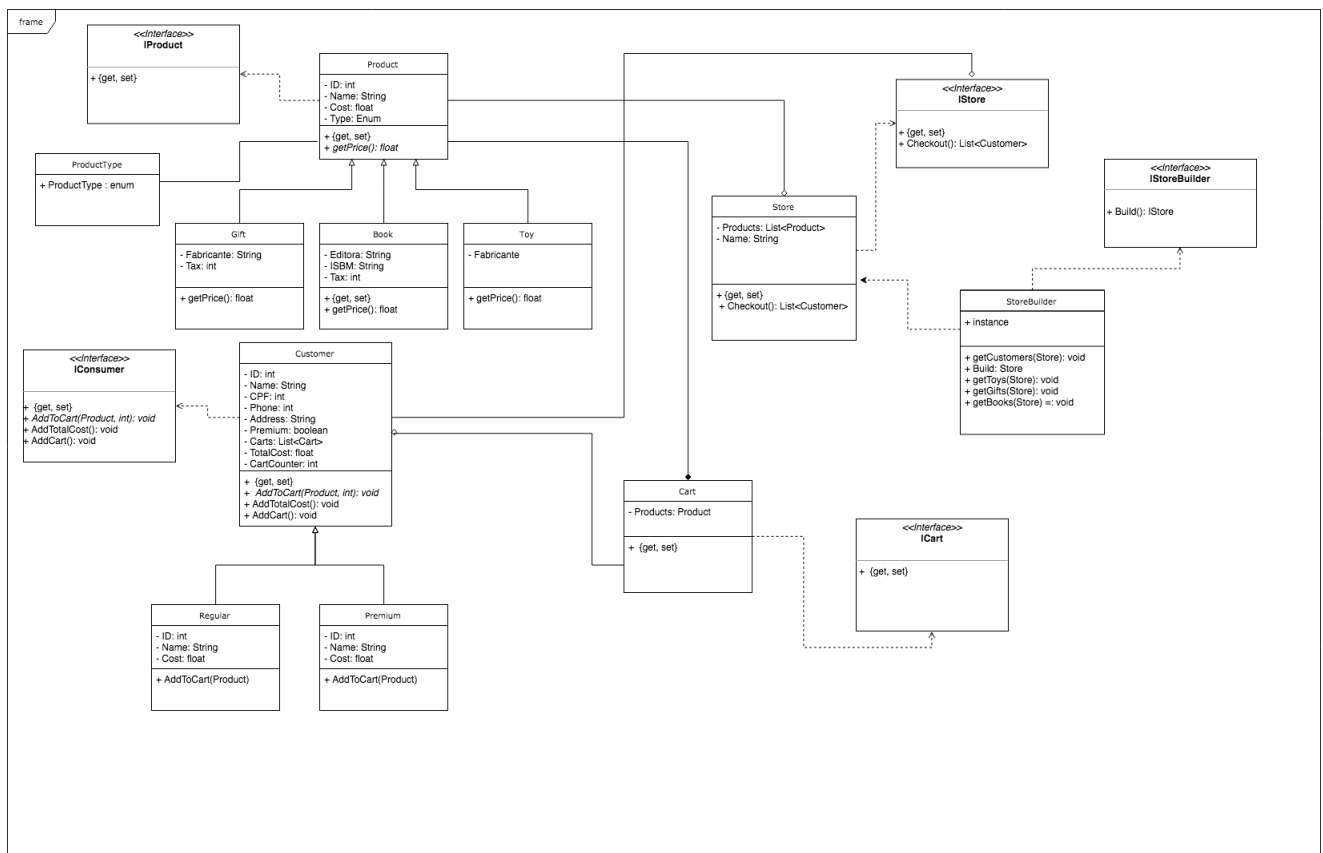 frame
<<Interface>>
IProduct
+ {get, set}
Product
- ID: int
- Name: String
- Cost: float
- Type: Enum
+ {get, set}
+ getPrice(): float
<<Interface>>
IStore
+ {get, set}
+ Checkout(): List<Customer>
ProductType
+ ProductType : enum
<<Interface>>
IStoreBuilder
+ Build(): IStore
Gift
- Fabricante: String
- Tax: int
+ getPrice(): float
Book
- Editora: String
- ISBM: String
- Tax: int
+ {get, set}
+ getPrice(): float
Toy
- Fabricante
+ getPrice(): float
Store
- Products: List<Product>
- Name: String
+ {get, set}
+ Checkout(): List<Customer>
StoreBuilder
+ instance
+ getCustomers(Store): void
+ Build: Store
+ getToys(Store): void
+ getGifts(Store): void
+ getBooks(Store) =: void
<<Interface>>
IConsumer
+ {get, set}
+ AddToCart(Product, int): void
+ AddTotalCost(): void
+ AddCart(): void
Customer
- ID: int
- Name: String
- CPF: int
- Phone: int
- Address: String
- Premium: boolean
- Carts: List<Cart>
- TotalCost: float
- CartCounter: int
+ {get, set}
+ AddToCart(Product, int): void
+ AddTotalCost(): void
+ AddCart(): void
Cart
- Products: Product
+ {get, set}
<<Interface>>
ICart
+ {get, set}
Regular
- ID: int
- Name: String
- Cost: float
+ AddToCart(Product)
Premium
- ID: int
- Name: String
- Cost: float
+ AddToCart(Product)